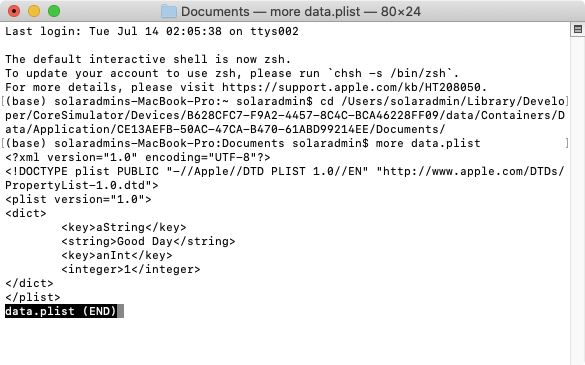 Documents — more data.plist — 80×24
Last login: Tue Jul 14 02:05:38 on ttys002
The default interactive shell is now zsh.
To update your account to use zsh, please run `chsh -s /bin/zsh`.
For more details, please visit https://support.apple.com/kb/HT208050.
[(base) solaradmins-MacBook-Pro:~ solaradmin$ cd /Users/solaradmin/Library/Develo]
per/CoreSimulator/Devices/B628CFC7-F9A2-4457-8C4C-BCA46228FF09/data/Containers/D
ata/Application/CE13AEFB-50AC-47CA-B470-61ABD99214EE/Documents/
[(base) solaradmins-MacBook-Pro:Documents solaradmin$ more data.plist ]
<?xml version="1.0" encoding="UTF-8"?>
<!DOCTYPE plist PUBLIC "-//Apple//DTD PLIST 1.0//EN" "http://www.apple.com/DTDs/
PropertyList-1.0.dtd">
<plist version="1.0">
<dict>
        <key>aString</key>
        <string>Good Day</string>
        <key>anInt</key>
        <integer>1</integer>
</dict>
</plist>
data.plist (END)